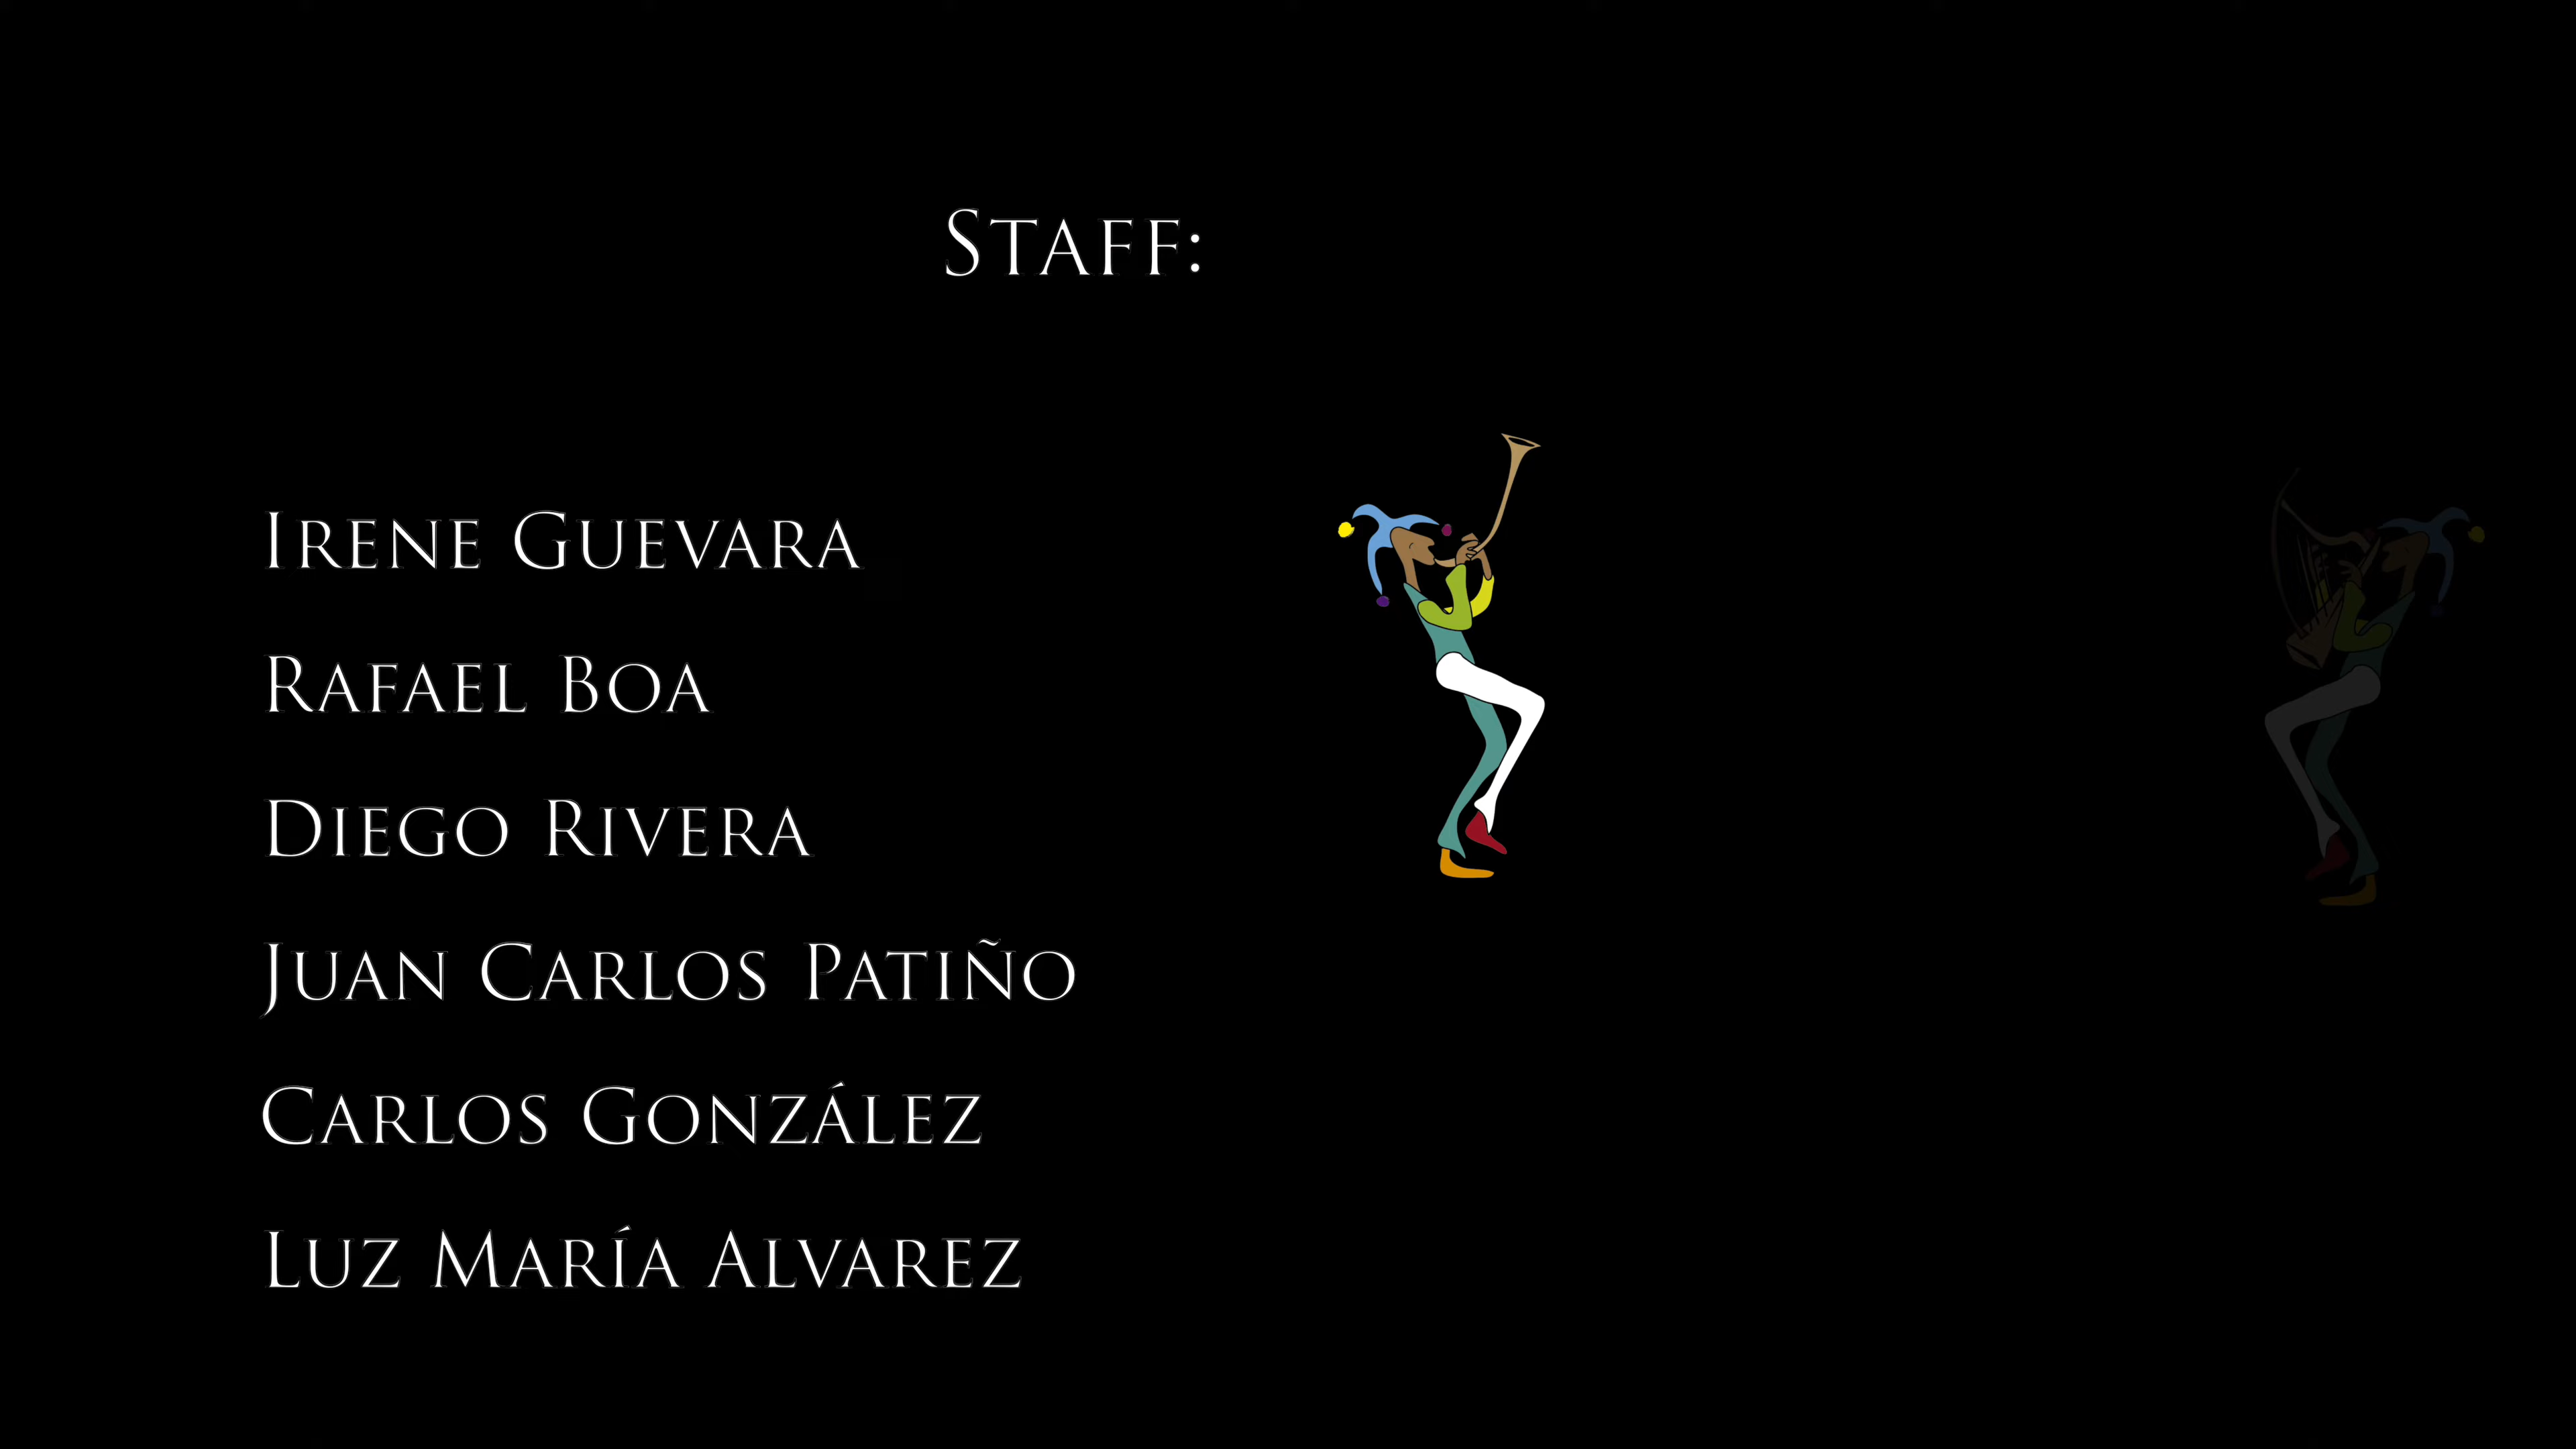 Staff:
Irene Guevara
Rafael Boa
Diego Rivera
Juan Carlos Patiño
Carlos González
Luz María Alvarez